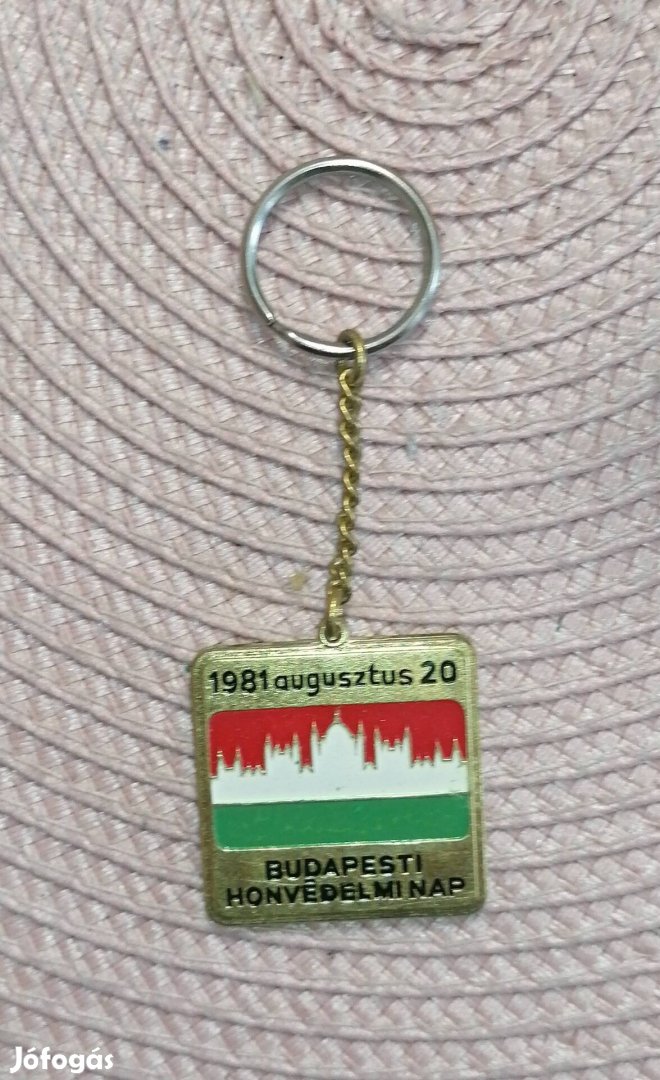 1981 augusztus 20
BUDAPESTI
HONVÉDELMI NAP
Jófogás